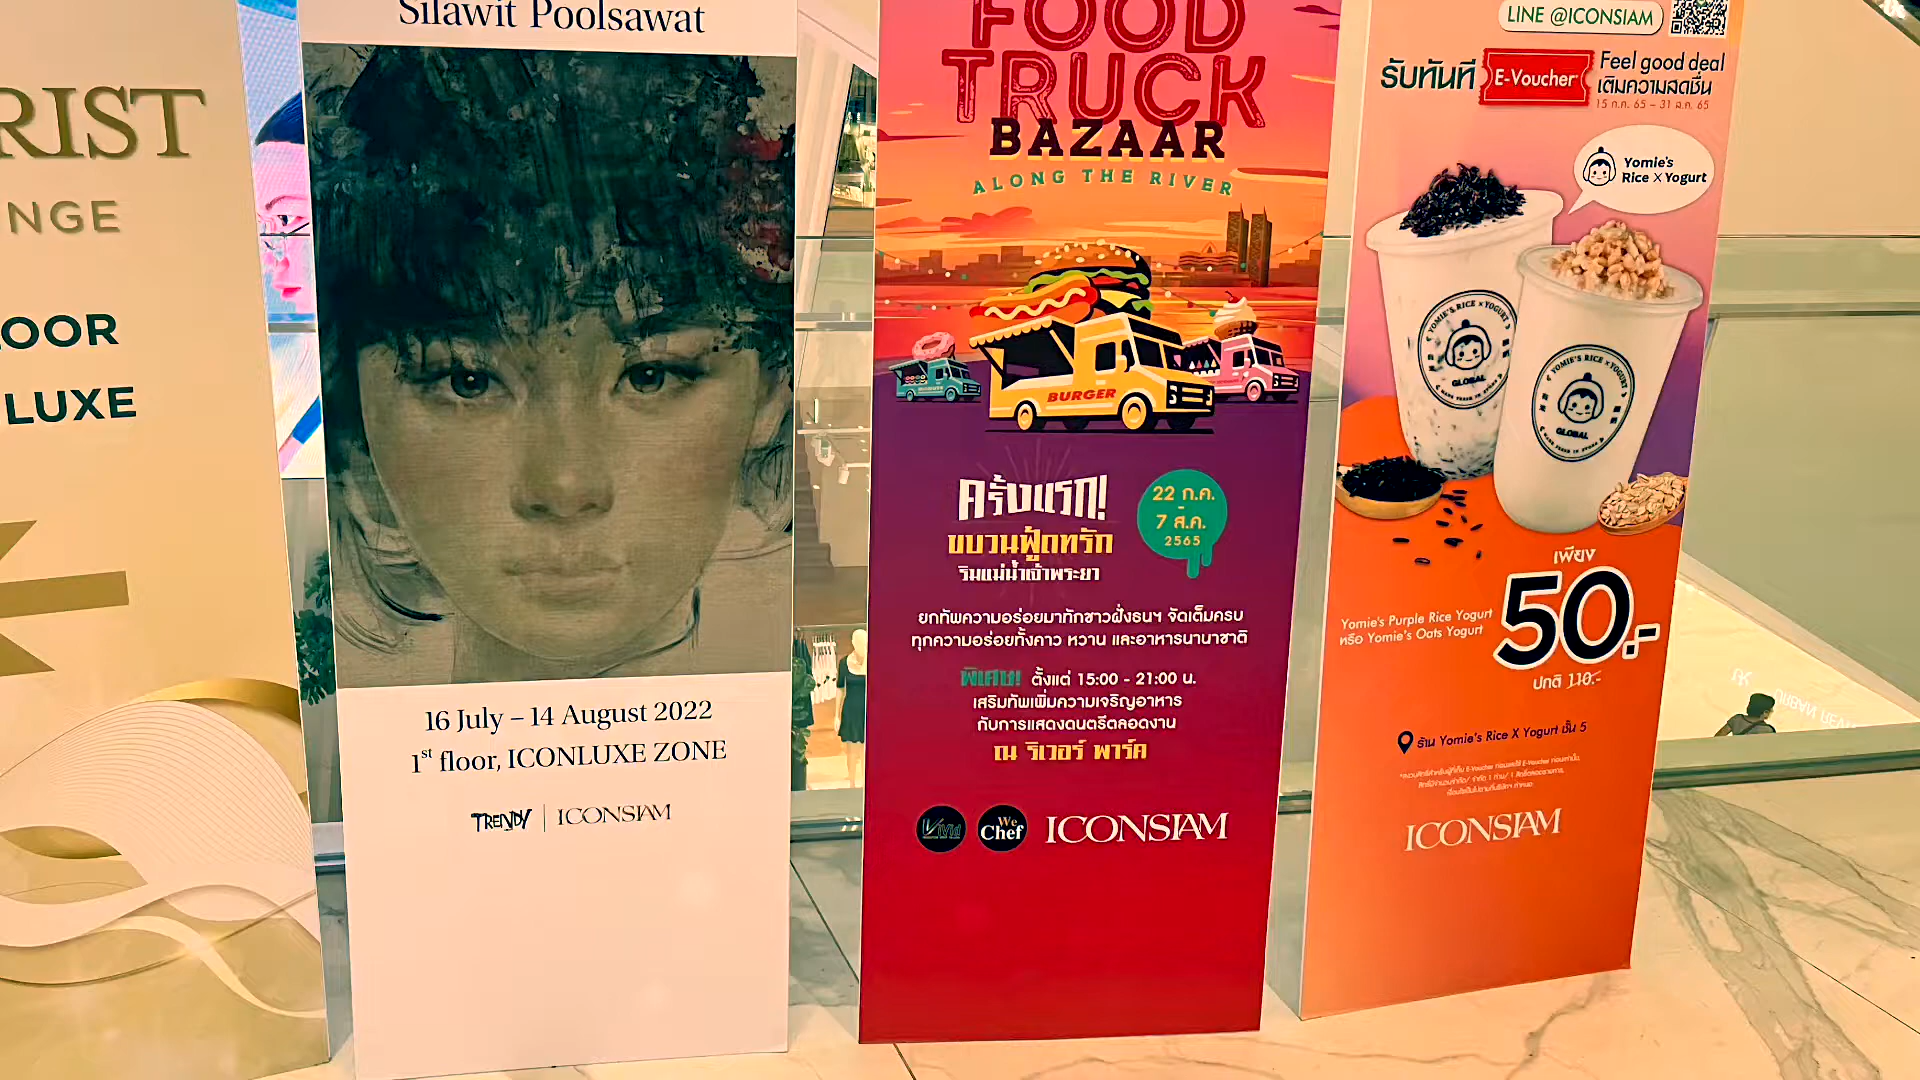 RIST
NGE
OOR
LUXE
Silawit Poolsawat
16 July – 14 August 2022
1st floor, ICONLUXE ZONE
TRENDY | ICONSIAM
FOOD
TRUCK
BAZAAR
ALONG THE RIVER
BURGER
ครั้งแรก!
ขบวนฟู้ดทรัก
ริมแม่น้ำเจ้าพระยา
22 ก.ค.
-
7 ส.ค.
2565
ยกทัพความอร่อยมาทักชาวฝั่งธนฯ จัดเต็มครบ
ทุกความอร่อยทั้งคาว หวาน และอาหารนานาชาติ
พิเศษ! ตั้งแต่ 15:00 - 21:00 น.
เสริมทัพเพิ่มความเจริญอาหาร
กับการแสดงดนตรีตลอดงาน
ณ ริเวอร์ พาร์ค
Vivid
We
Chef
ICONSIAM
LINE @ICONSIAM
รับทันที E-Voucher
Feel good deal
เติมความสดชื่น
15 ก.ค. 65 – 31 ส.ค. 65
Yomie's
Rice X Yogurt
YOMIE'S RICE X YOGURT
GLOBAL
YOMIE'S RICE X YOGURT
GLOBAL
เพียง
50.-
Yomie's Purple Rice Yogurt
หรือ Yomie's Oats Yogurt
ปกติ 110.-
ร้าน Yomie's Rice X Yogurt ชั้น 5
ICONSIAM